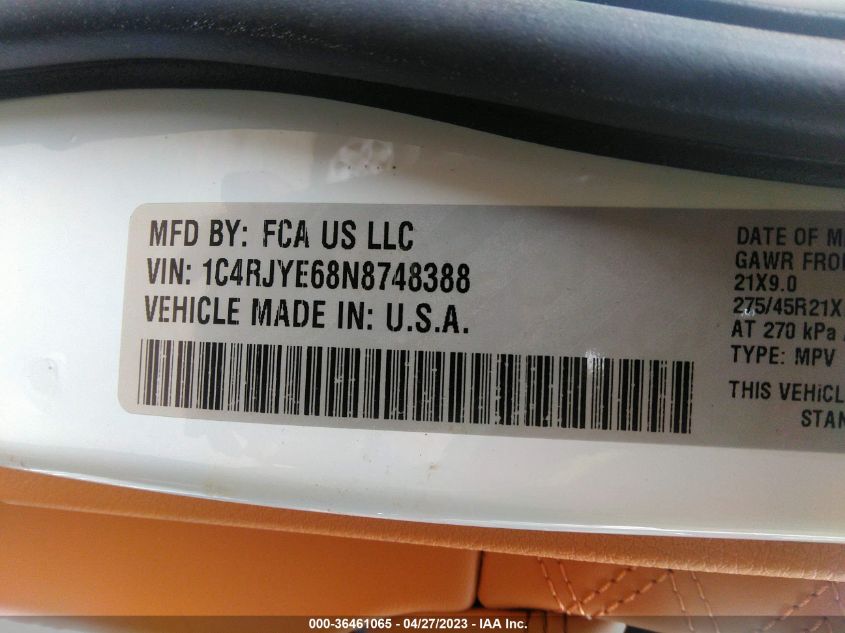 MFD BY: FCA US LLC
VIN: 1C4RJYE68N8748388
VEHICLE MADE IN: U.S.A.
DATE OF M
GAWR FRO
21X9.0
275/45R21X
AT 270 kPa
TYPE: MPV
THIS VEHICL
STAN
000-36461065 - 04/27/2023 - IAA Inc.